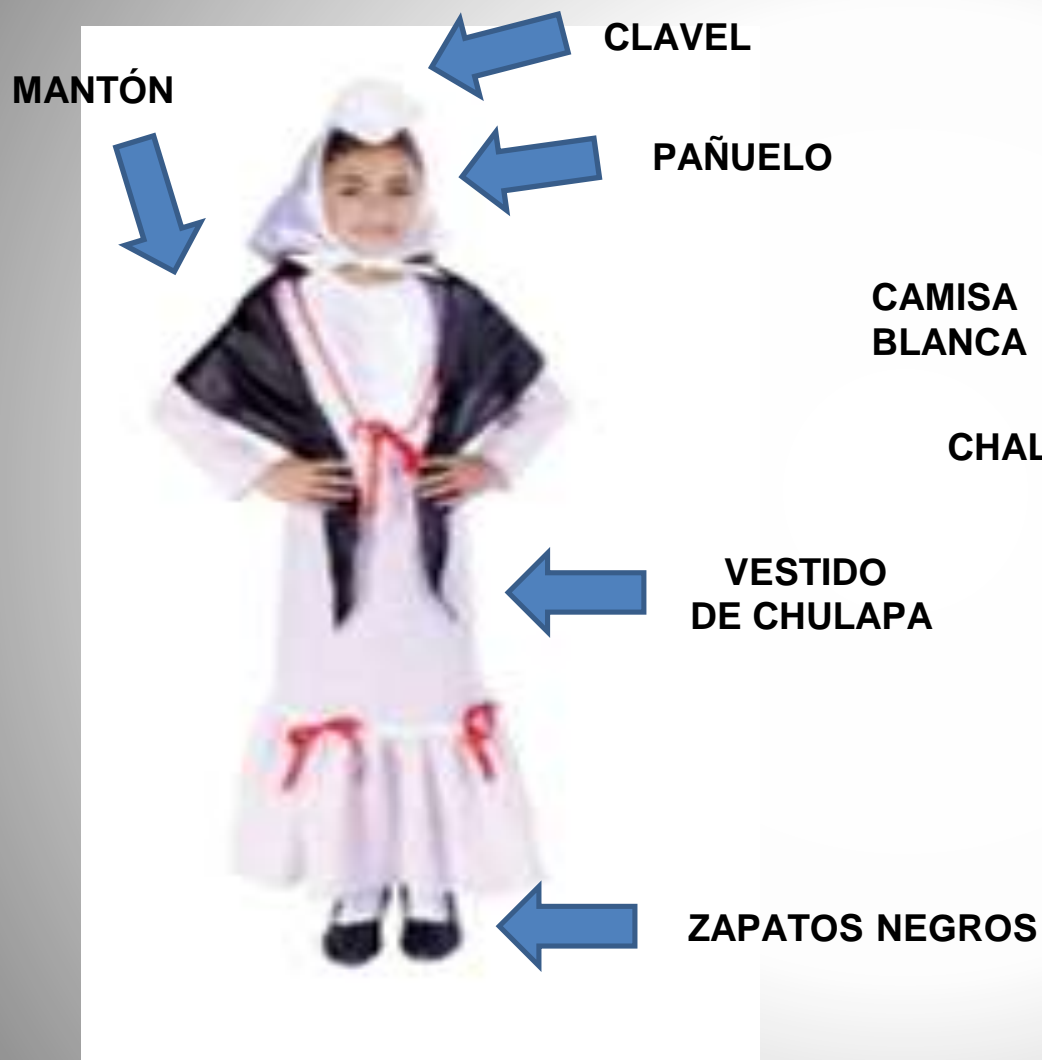 CLAVEL
MANTÓN
PAÑUELO
CAMISA
BLANCA
CHAL
VESTIDO
DE CHULAPA
ZAPATOS NEGROS